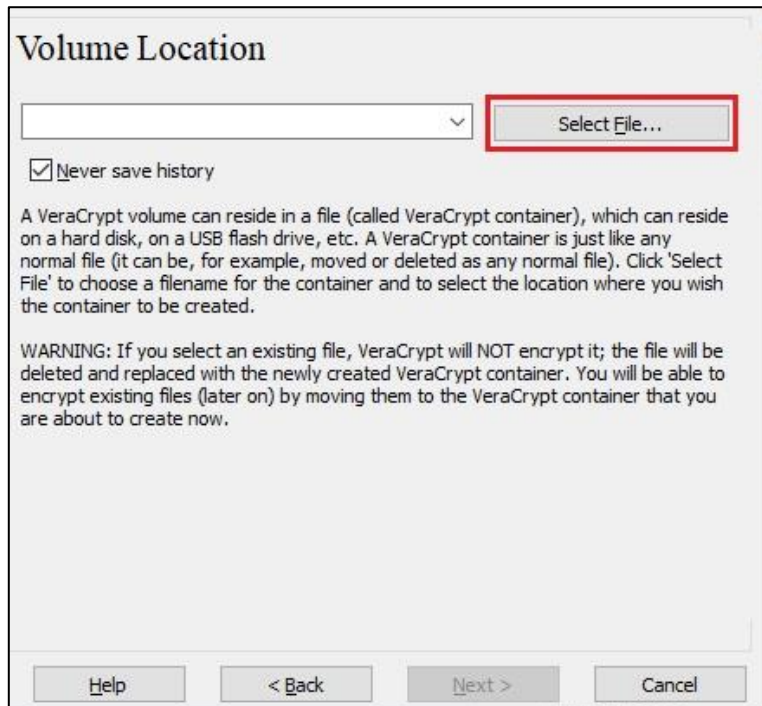 Volume Location
Select File...
Never save history
A VeraCrypt volume can reside in a file (called VeraCrypt container), which can reside
on a hard disk, on a USB flash drive, etc. A VeraCrypt container is just like any
normal file (it can be, for example, moved or deleted as any normal file). Click 'Select
File' to choose a filename for the container and to select the location where you wish
the container to be created.
WARNING: If you select an existing file, VeraCrypt will NOT encrypt it; the file will be
deleted and replaced with the newly created VeraCrypt container. You will be able to
encrypt existing files (later on) by moving them to the VeraCrypt container that you
are about to create now.
Help < Back Next > Cancel